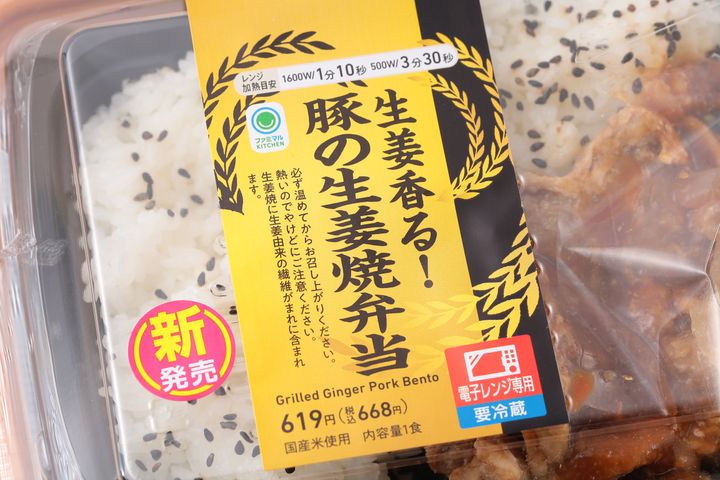 レンジ加熱目安 1600W/1分10秒 500W/3分30秒
ファミマル
KITCHEN
生姜香る！
豚の生姜焼弁当
必ず温めてからお召し上がりください。
熱いのでやけどにご注意ください。
生姜焼に生姜由来の繊維がまれに含まれ
ます。
新
発売
Grilled Ginger Pork Bento
619円(税込668円)
国産米使用 内容量1食
電子レンジ専用
要冷蔵